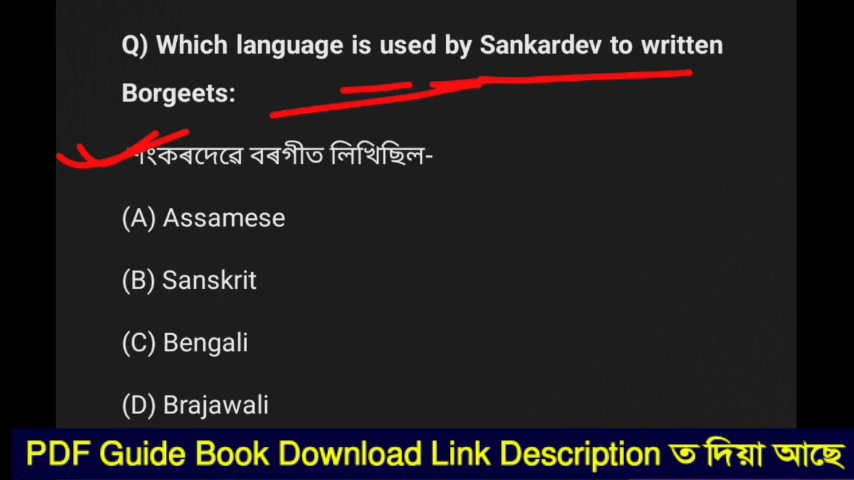 Q) Which language is used by Sankardev to written
Borgeets:
শংকৰদেৱে বৰগীত লিখিছিল-
(A) Assamese
(B) Sanskrit
(C) Bengali
(D) Brajawali
PDF Guide Book Download Link Description ত দিয়া আছে